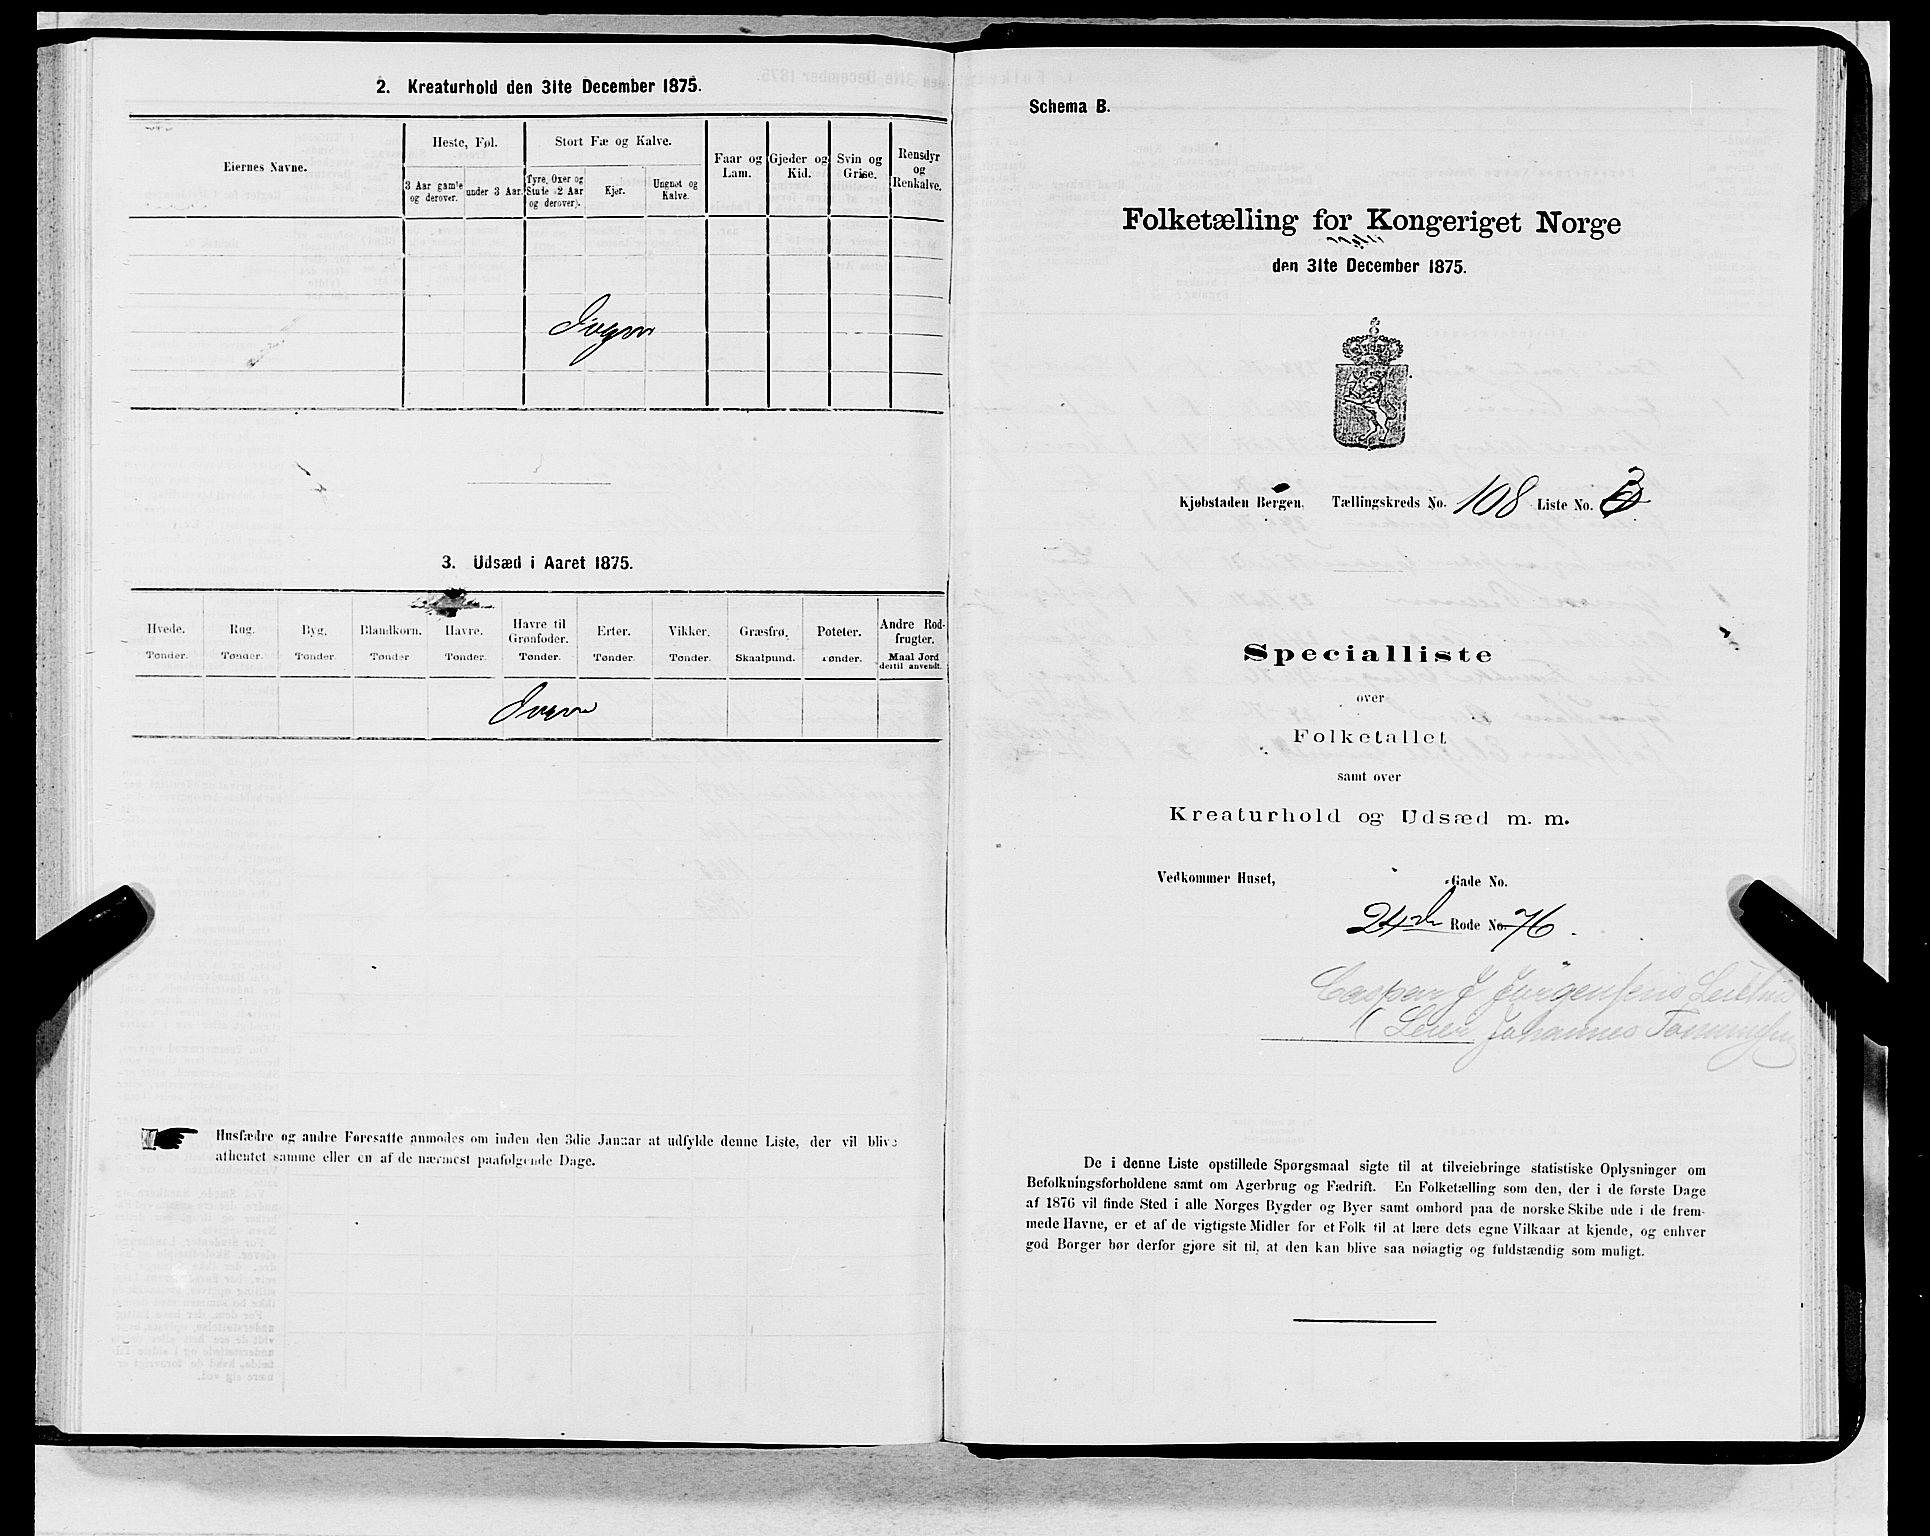 2. Kreaturhold den 31te December 1875.
Eiernes Navne.
Heste, Føl.
Stort Fæ og Kalve.
Faar og Lam.
Gjeder og Kid.
Svin og Grise.
Rensdyr og Renkalve.
3 Aar gamle og derover.
under 3 Aar.
Tyre, Oxer og Stude (2 Aar og derover).
Kjer.
Ungnøt og Kalve.
Ingen
3. Udsæd i Aaret 1875.
Hvede. Rug. Byg. Blandkorn. Havre. Havre til Grønfoder. Erter. Vikker. Græsfrø. Poteter. Andre Rodfrugter.
Tønder. Tønder. Tønder. Tønder Tønder. Tønder. Tønder. Tønder. Skaalpund. Tønder. Maal Jord dertil anvendt.
Ingen
Husfædre og andre Foresatte anmodes om inden den 3die Januar at udfylde denne Liste, der vil blive
afhentet samme eller en af de nærmest paafølgende Dage.
Schema B.
Folketælling for Kongeriget Norge
den 31te December 1875.
Kjøbstaden Bergen. Tællingskreds No. 108 Liste No. 3
Specialliste
over
Folketallet
samt over
Kreaturhold og Udsæd m. m.
Vedkommer Huset, Gade No.
24de Rode No. 76.
Caspar J Jörgensens
Johannes
De i denne Liste opstillede Spørgsmaal sigte til at tilveiebringe statistiske Oplysninger om
Befolkningsforholdene samt om Agerbrug og Fædrift. En Folketælling som den, der i de første Dage
af 1876 vil finde Sted i alle Norges Bygder og Byer samt ombord paa de norske Skibe ude i de frem-
mede Havne, er et af de vigtigste Midler for et Folk til at lære dets egne Vilkaar at kjende, og enhver
god Borger bør derfor gjøre sit til, at den kan blive saa nøiagtig og fuldstændig som muligt.